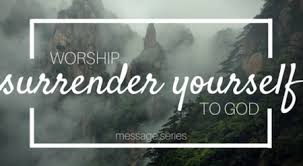 WORSHIP
surrender yourself
TO GOD
message series